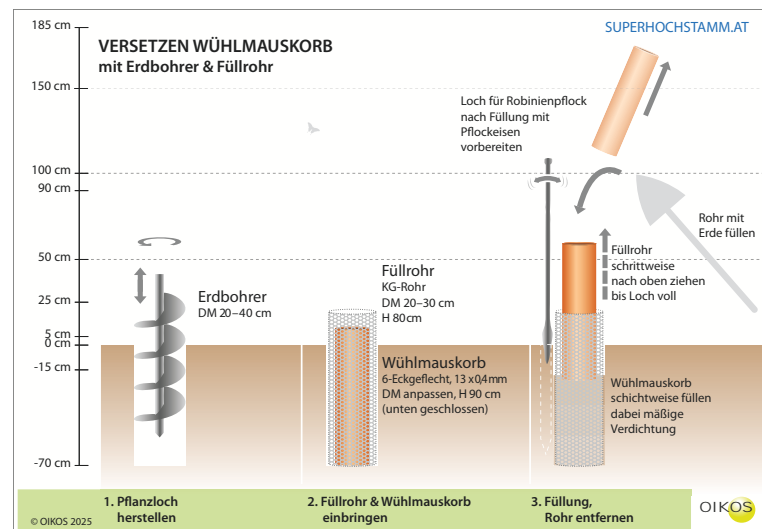 185 cm
SUPERHOCHSTAMM.AT
VERSETZEN WÜHLMAUSKORB
mit Erdbohrer & Füllrohr
150 cm
Loch für Robinienpflock
nach Füllung mit
Pflockeisen
vorbereiten
100 cm
90 cm
Rohr mit
Erde füllen
50 cm
Füllrohr
schrittweise
nach oben ziehen
bis Loch voll
Füllrohr
KG-Rohr
DM 20–30 cm
H 80cm
Erdbohrer
DM 20–40 cm
25 cm
5 cm
0 cm
-15 cm
Wühlmauskorb
6-Eckgeflecht, 13 x0,4mm
DM anpassen, H 90 cm
(unten geschlossen)
Wühlmauskorb
schichtweise füllen
dabei mäßige
Verdichtung
-70 cm
1. Pflanzloch
herstellen
2. Füllrohr & Wühlmauskorb
einbringen
3. Füllung,
Rohr entfernen
© OIKOS 2025
OIKOS